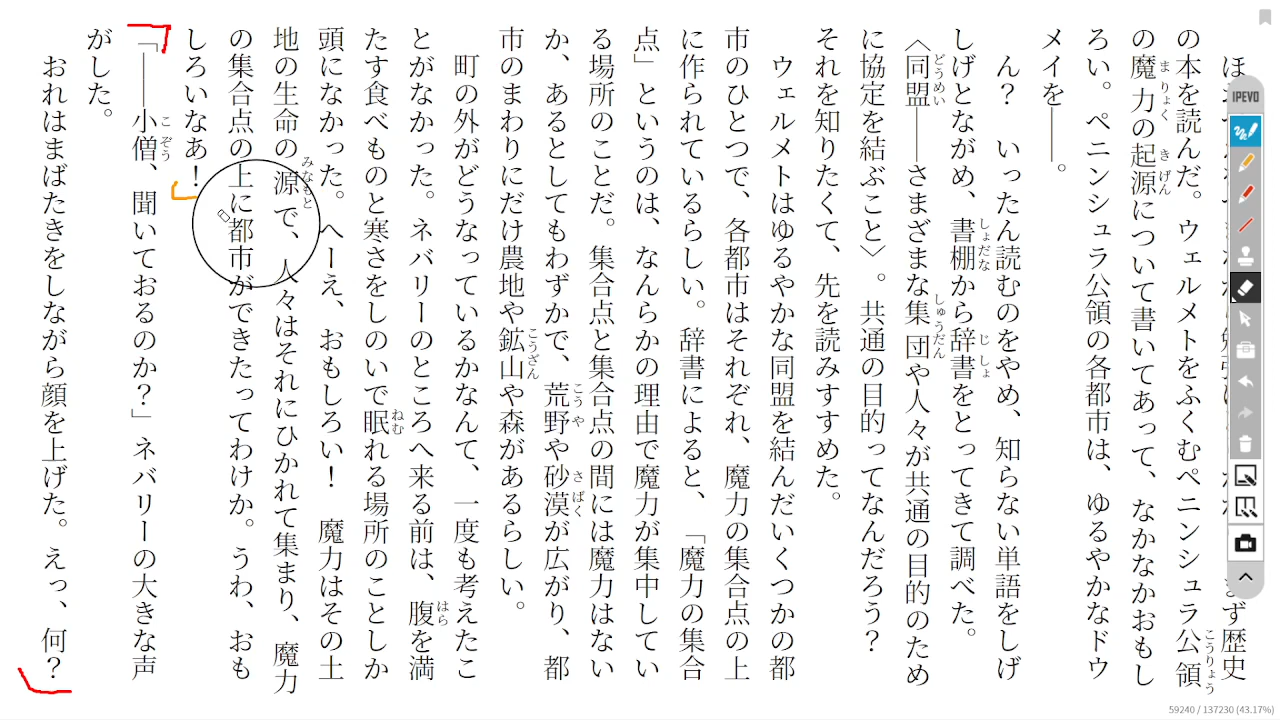 ず歴史
の本を読んだ。ウェルメトをふくむペニンシュラ公領
の魔力の起源について書いてあって、なかなかおもし
ろい。ペニンシュラ公領の各都市は、ゆるやかなドウ
メイを――。
ん？　いったん読むのをやめ、知らない単語をしげ
しげとながめ、書棚から辞書をとってきて調べた。
〈同盟――さまざまな集団や人々が共通の目的のため
に協定を結ぶこと〉。共通の目的ってなんだろう？
それを知りたくて、先を読みすすめた。
ウェルメトはゆるやかな同盟を結んだいくつかの都
市のひとつで、各都市はそれぞれ、魔力の集合点の上
に作られているらしい。辞書によると、「魔力の集合
点」というのは、なんらかの理由で魔力が集中してい
る場所のことだ。集合点と集合点の間には魔力はない
か、あるとしてもわずかで、荒野や砂漠が広がり、都
市のまわりにだけ農地や鉱山や森があるらしい。
町の外がどうなっているかなんて、一度も考えたこ
とがなかった。ネバリーのところへ来る前は、腹を満
たす食べものと寒さをしのいで眠れる場所のことしか
頭になかった。へーえ、おもしろい！　魔力はその土
地の生命の源で、人々はそれにひかれて集まり、魔力
の集合点の上に都市ができたってわけか。うわ、おも
しろいなあ！
「――小僧、聞いておるのか？」ネバリーの大きな声
がした。
おれはまばたきをしながら顔を上げた。えっ、何？
IPEVO
59240 / 137230 (43.17%)